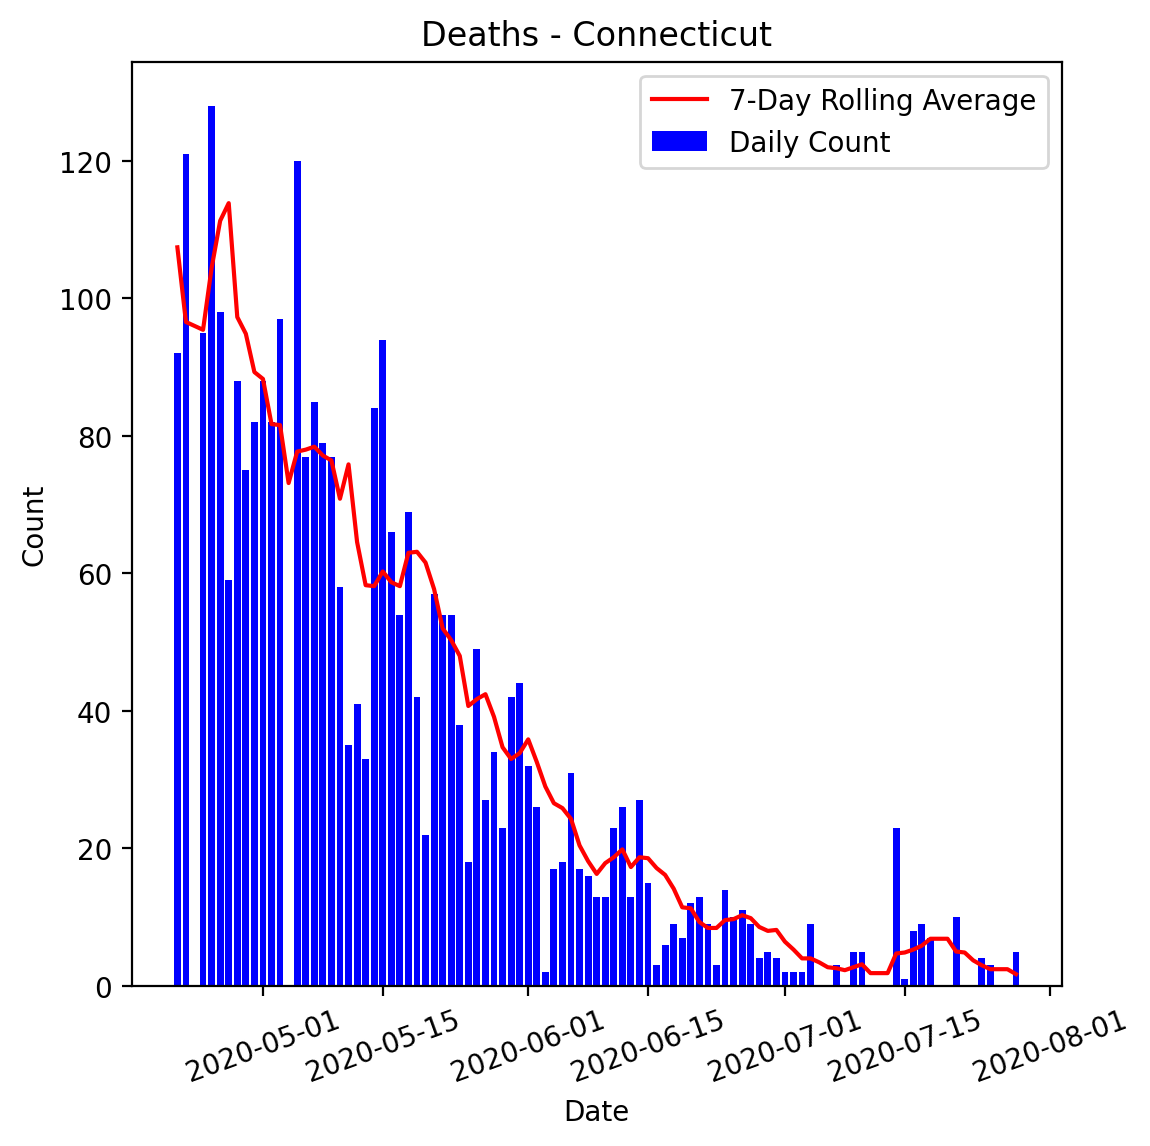 Deaths - Connecticut
7-Day Rolling Average
Daily Count
120
100
80
60
40
20
0
Count
2020-05-01
2020-05-15
2020-06-01
2020-06-15
2020-07-01
2020-07-15
2020-08-01
Date